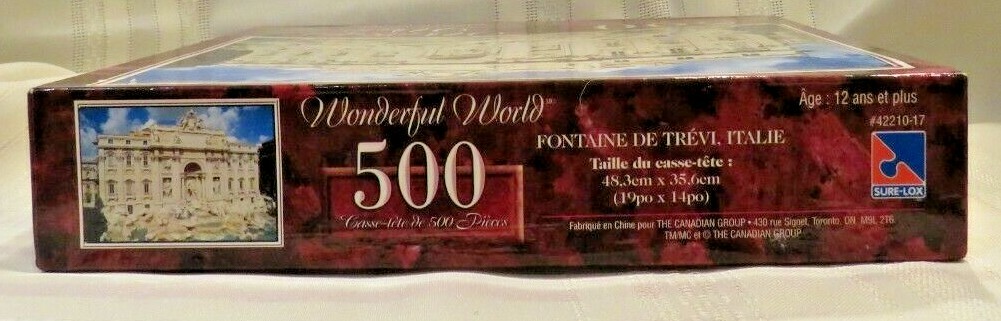 Wonderful World
500
Casse-tête de 500 Pièces
FONTAINE DE TRÉVI, ITALIE
Taille du casse-tête :
48,3cm x 35,6cm
(19po x 14po)
Fabriqué en Chine pour THE CANADIAN GROUP • 430 rue Signet, Toronto, ON M9L 2T6
TM/MC et © THE CANADIAN GROUP
Âge : 12 ans et plus
#42210-17
SURE-LOX